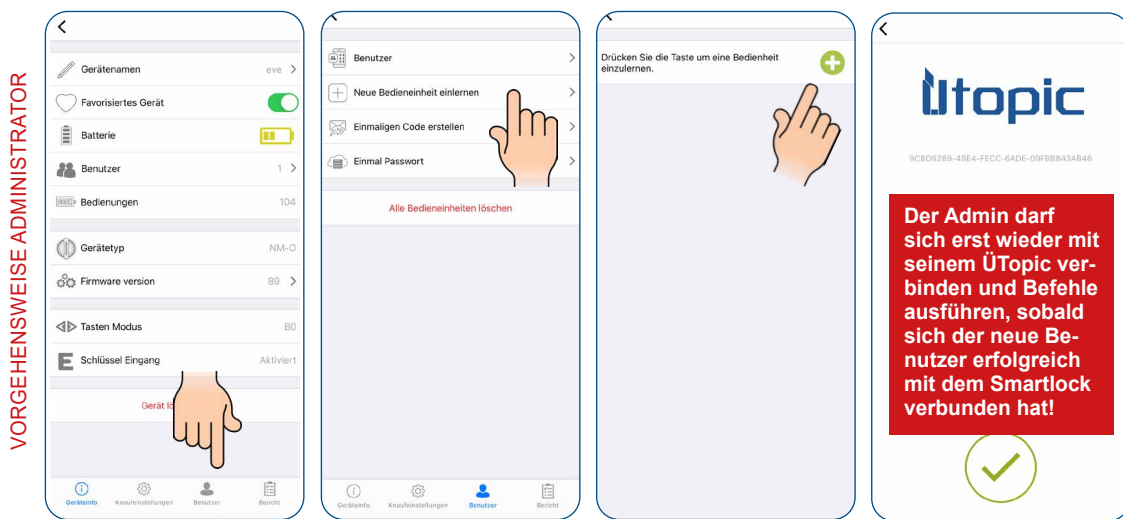 VORGEHENSWEISE ADMINISTRATOR
Gerätenamen
eve
Favorisiertes Gerät
Batterie
Benutzer
1
Bedienungen
104
Gerätetyp
NM-O
Firmware version
89
Tasten Modus
B0
E Schlüssel Eingang
Aktiviert
Gerät lö
Geräteinfo
Knaufeinstellungen
Benutzer
Bericht
Benutzer
Neue Bedieneinheit einlernen
Einmaligen Code erstellen
Einmal Passwort
Alle Bedieneinheiten löschen
Geräteinfo
Knaufeinstellungen
Benutzer
Bericht
Drücken Sie die Taste um eine Bedienheit
einzulernen.
ütopic
9C8D9289-48E4-FECC-6ADE-09FBB843AB46
Der Admin darf
sich erst wieder mit
seinem ÜTopic ver-
binden und Befehle
ausführen, sobald
sich der neue Be-
nutzer erfolgreich
mit dem Smartlock
verbunden hat!